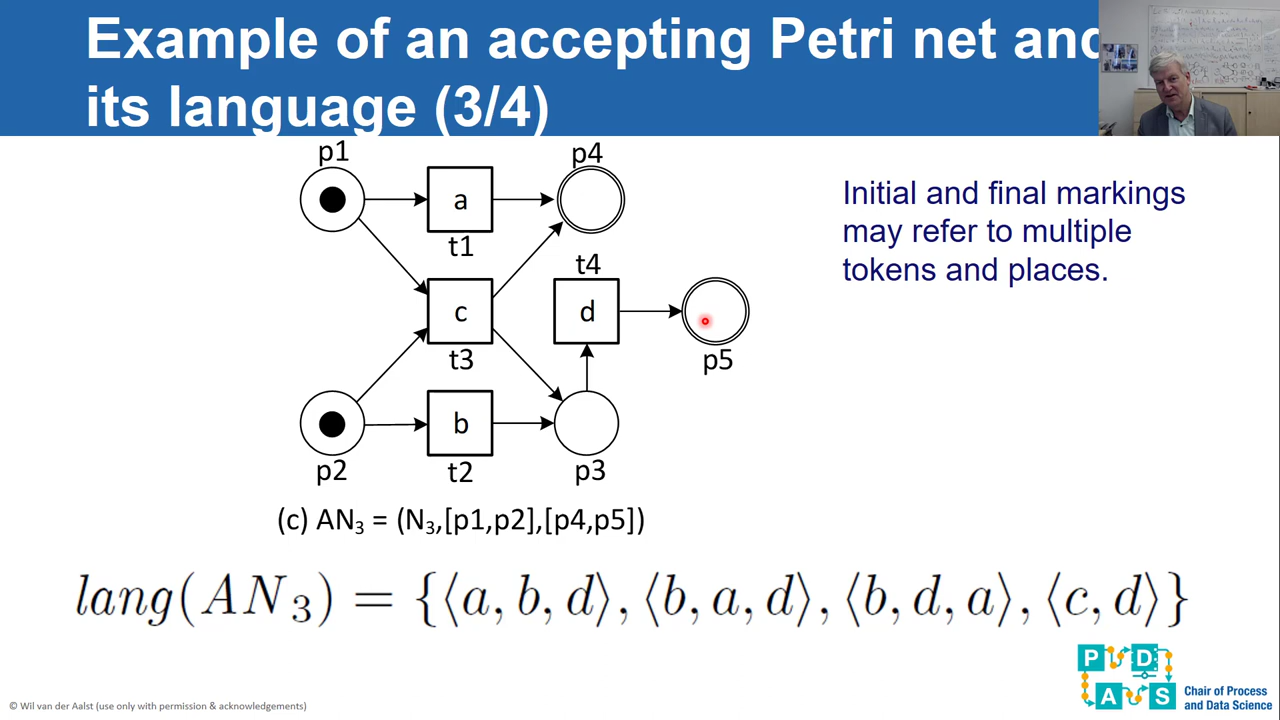 Example of an accepting Petri net and
its language (3/4)
p1
p4
a
t1
t4
c
d
t3
p5
b
p2
t2
p3
Initial and final markings
may refer to multiple
tokens and places.
(c) AN₃ = (N₃,[p1,p2],[p4,p5])
lang(AN₃) = {⟨a, b, d⟩, ⟨b, a, d⟩, ⟨b, d, a⟩, ⟨c, d⟩}
P D
A S
Chair of Process
and Data Science
© Wil van der Aalst (use only with permission & acknowledgements)